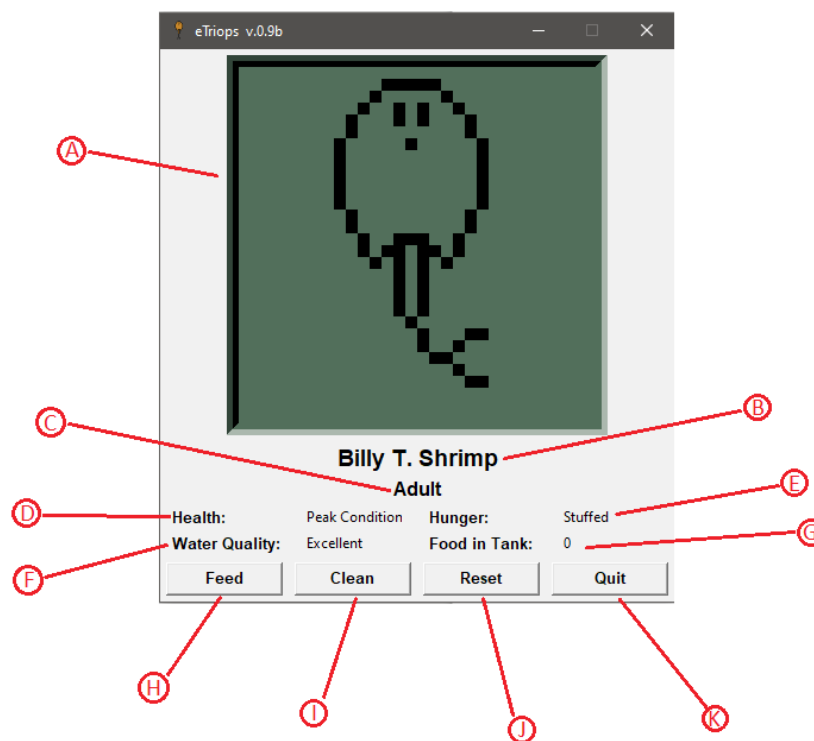 eTriops v.0.9b
A
B
C
Billy T. Shrimp
E
Adult
D
Health: Peak Condition Hunger: Stuffed
G
Water Quality: Excellent Food in Tank: 0
F
Feed Clean Reset Quit
H
I
J
K